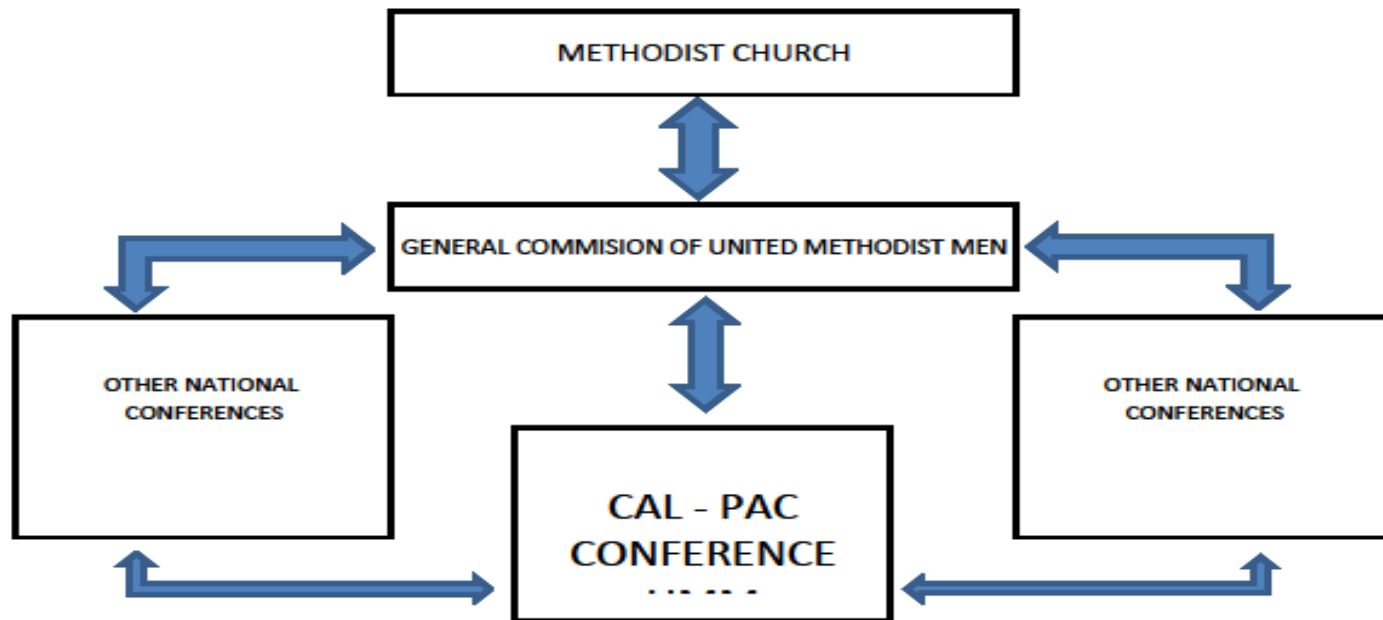 METHODIST CHURCH
GENERAL COMMISION OF UNITED METHODIST MEN
OTHER NATIONAL
CONFERENCES
OTHER NATIONAL
CONFERENCES
CAL - PAC
CONFERENCE